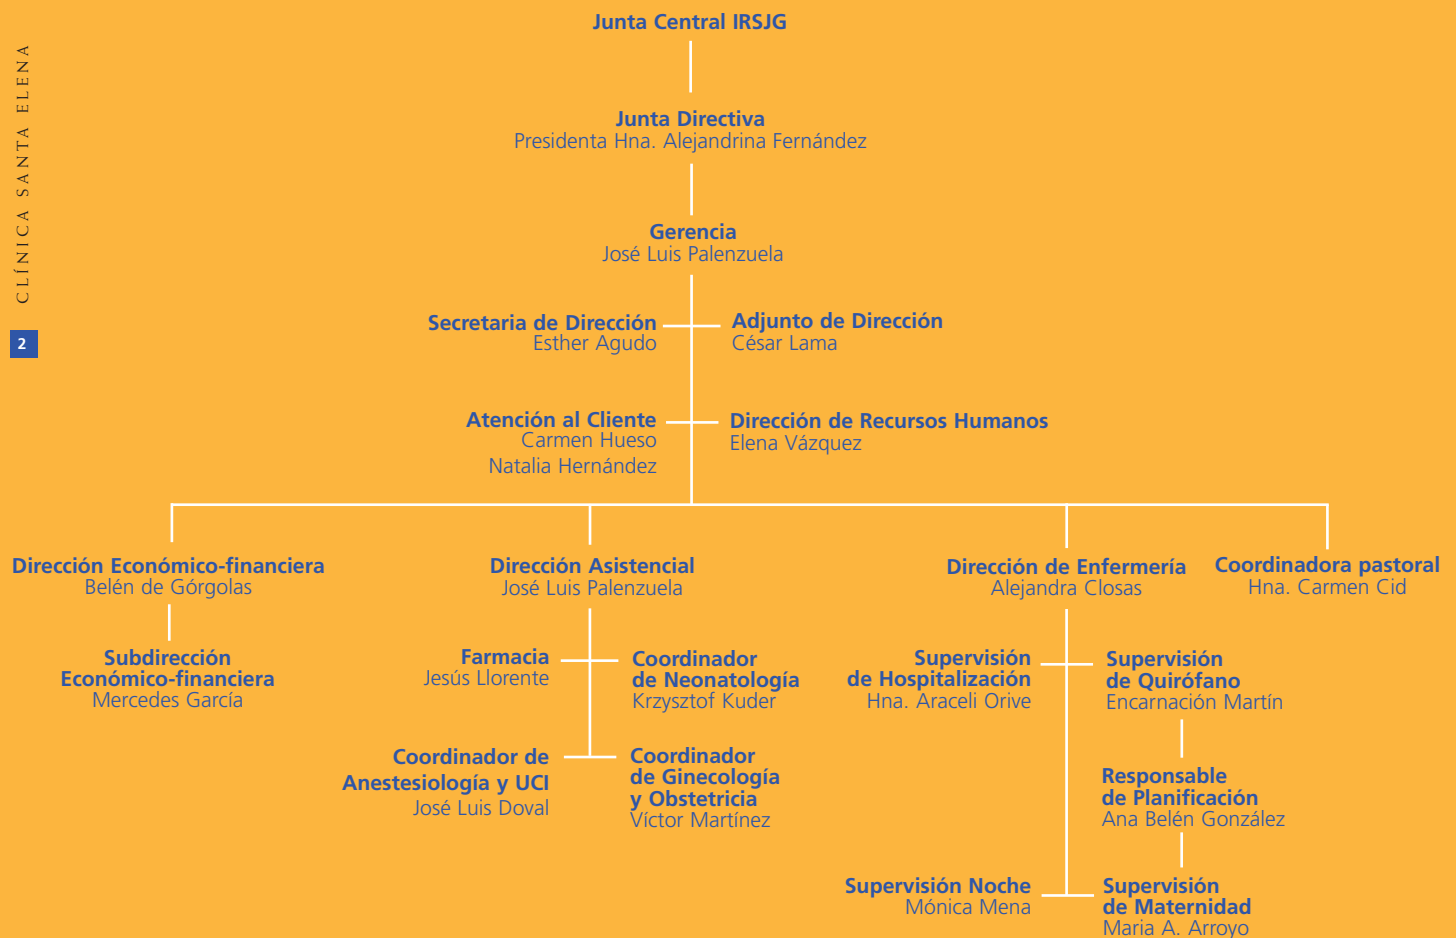 CLÍNICA SANTA ELENA
2
Junta Central IRSJG
Junta Directiva
Presidenta Hna. Alejandrina Fernández
Gerencia
José Luis Palenzuela
Secretaria de Dirección
Esther Agudo
Adjunto de Dirección
César Lama
Atención al Cliente
Carmen Hueso
Natalia Hernández
Dirección de Recursos Humanos
Elena Vázquez
Dirección Económico-financiera
Belén de Górgolas
Subdirección
Económico-financiera
Mercedes García
Dirección Asistencial
José Luis Palenzuela
Farmacia
Jesús Llorente
Coordinador
de Neonatología
Krzysztof Kuder
Coordinador de
Anestesiología y UCI
José Luis Doval
Coordinador
de Ginecología
y Obstetricia
Víctor Martínez
Dirección de Enfermería
Alejandra Closas
Supervisión
de Hospitalización
Hna. Araceli Orive
Supervisión
de Quirófano
Encarnación Martín
Responsable
de Planificación
Ana Belén González
Supervisión Noche
Mónica Mena
Supervisión
de Maternidad
Maria A. Arroyo
Coordinadora pastoral
Hna. Carmen Cid